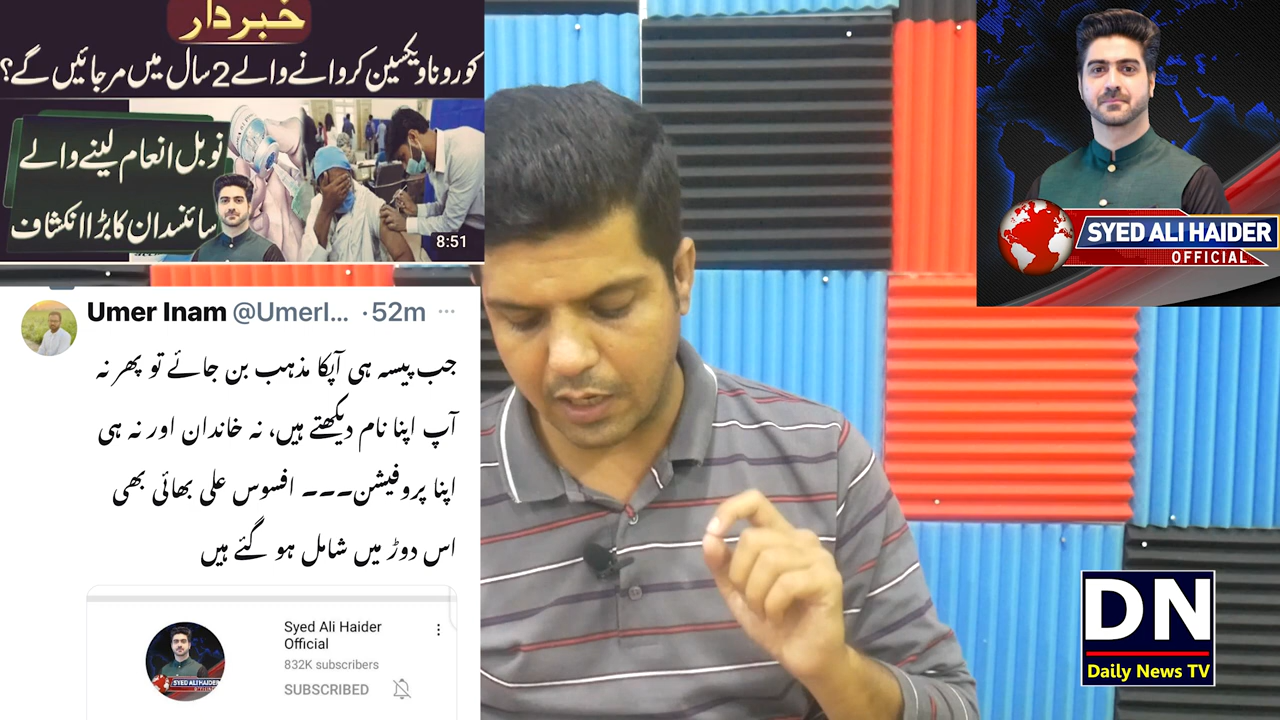 خبردار
کورونا ویکسین کروانے والے 2 سال میں مرجائیں گے؟
نوبل انعام لینے والے
سائنسدان کا بڑا انکشاف
8:51
Umer Inam @UmerI... · 52m
جب پیسہ ہی آپکا مذہب بن جائے تو پھر نہ
آپ اپنا نام دیکھتے ہیں، نہ خاندان اور نہ ہی
اپنا پروفیشن۔۔۔ افسوس علی بھائی بھی
اس دوڑ میں شامل ہو گئے ہیں
Syed Ali Haider
Official
832K subscribers
SUBSCRIBED
SYED ALI HAIDER
SYED ALI HAIDER
OFFICIAL
DN
Daily News TV